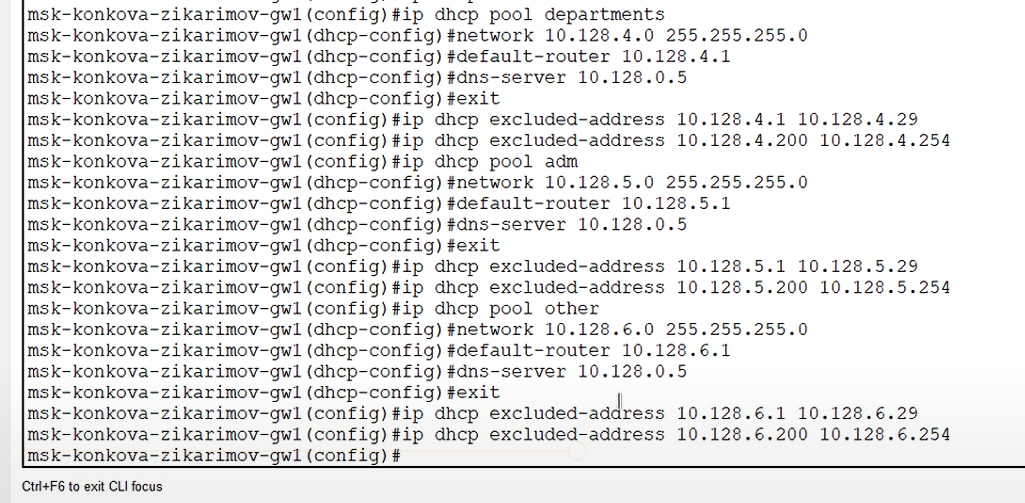 msk-konkova-zikarimov-gw1(config)#ip dhcp pool departments
msk-konkova-zikarimov-gw1(dhcp-config)#network 10.128.4.0 255.255.255.0
msk-konkova-zikarimov-gw1(dhcp-config)#default-router 10.128.4.1
msk-konkova-zikarimov-gw1(dhcp-config)#dns-server 10.128.0.5
msk-konkova-zikarimov-gw1(dhcp-config)#exit
msk-konkova-zikarimov-gw1(config)#ip dhcp excluded-address 10.128.4.1 10.128.4.29
msk-konkova-zikarimov-gw1(config)#ip dhcp excluded-address 10.128.4.200 10.128.4.254
msk-konkova-zikarimov-gw1(config)#ip dhcp pool adm
msk-konkova-zikarimov-gw1(dhcp-config)#network 10.128.5.0 255.255.255.0
msk-konkova-zikarimov-gw1(dhcp-config)#default-router 10.128.5.1
msk-konkova-zikarimov-gw1(dhcp-config)#dns-server 10.128.0.5
msk-konkova-zikarimov-gw1(dhcp-config)#exit
msk-konkova-zikarimov-gw1(config)#ip dhcp excluded-address 10.128.5.1 10.128.5.29
msk-konkova-zikarimov-gw1(config)#ip dhcp excluded-address 10.128.5.200 10.128.5.254
msk-konkova-zikarimov-gw1(config)#ip dhcp pool other
msk-konkova-zikarimov-gw1(dhcp-config)#network 10.128.6.0 255.255.255.0
msk-konkova-zikarimov-gw1(dhcp-config)#default-router 10.128.6.1
msk-konkova-zikarimov-gw1(dhcp-config)#dns-server 10.128.0.5
msk-konkova-zikarimov-gw1(dhcp-config)#exit
msk-konkova-zikarimov-gw1(config)#ip dhcp excluded-address 10.128.6.1 10.128.6.29
msk-konkova-zikarimov-gw1(config)#ip dhcp excluded-address 10.128.6.200 10.128.6.254
msk-konkova-zikarimov-gw1(config)#
Ctrl+F6 to exit CLI focus